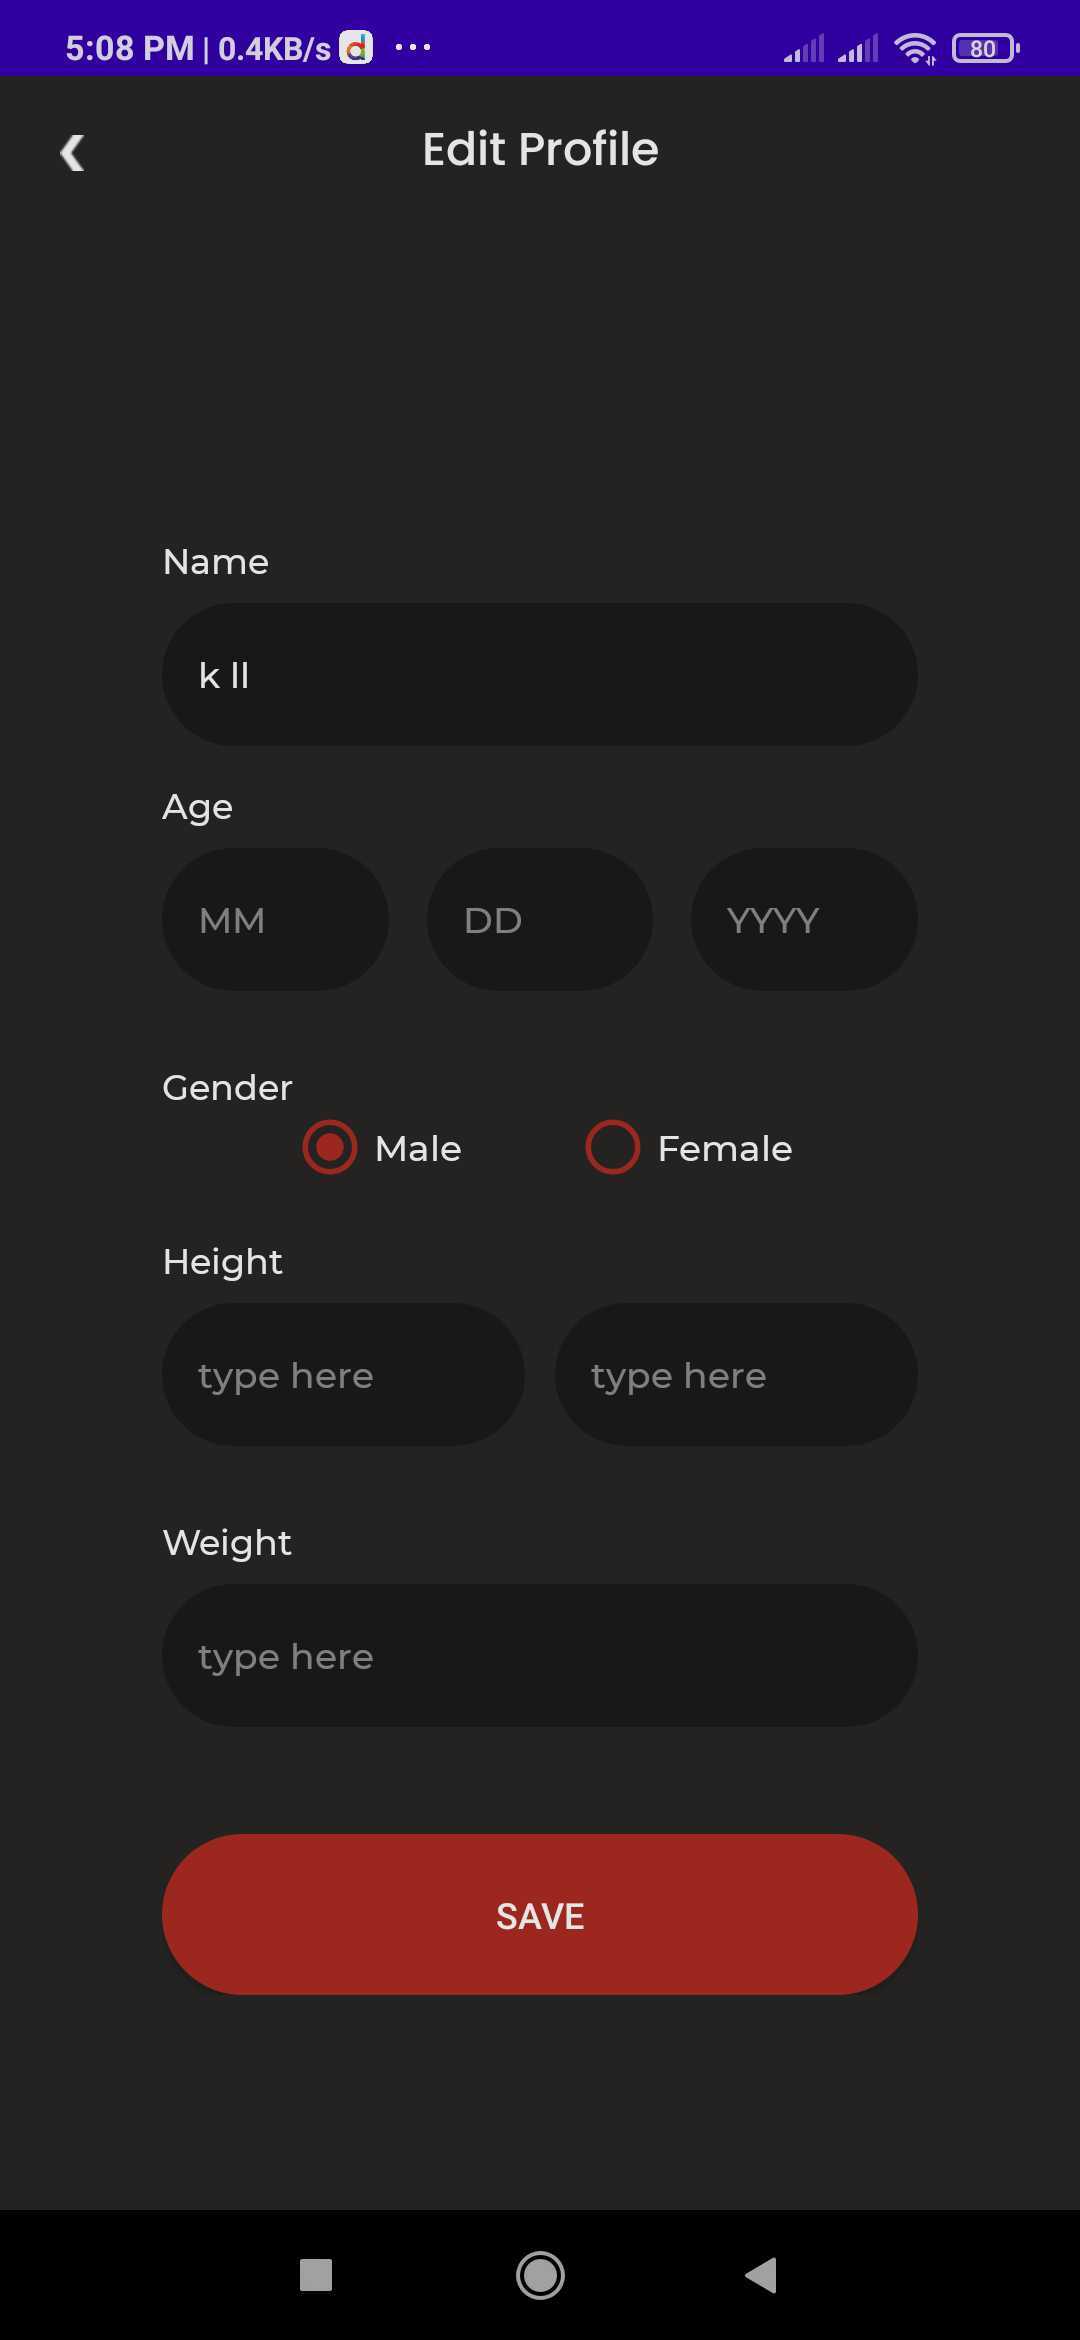 5:08 PM | 0.4KB/s ... 80
Edit Profile
Name
k ll
Age
MM DD YYYY
Gender
Male Female
Height
type here type here
Weight
type here
SAVE